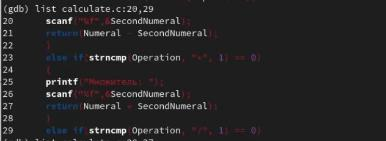 (gdb) list calculate.c:20,29
20 scanf("%f",&SecondNumeral);
21 return(Numeral - SecondNumeral);
22 }
23 else if(strncmp(Operation, "*", 1) == 0)
24 {
25 printf("Множитель: ");
26 scanf("%f",&SecondNumeral);
27 return(Numeral * SecondNumeral);
28 }
29 else if(strncmp(Operation, "/", 1) == 0)